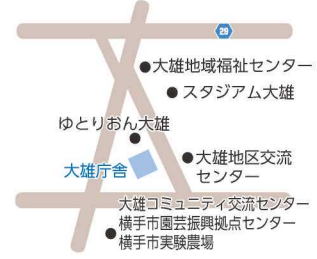 29
大雄地域福祉センター
スタジアム大雄
ゆとりおん大雄
大雄庁舎
大雄地区交流
センター
大雄コミュニティ交流センター
横手市園芸振興拠点センター
横手市実験農場